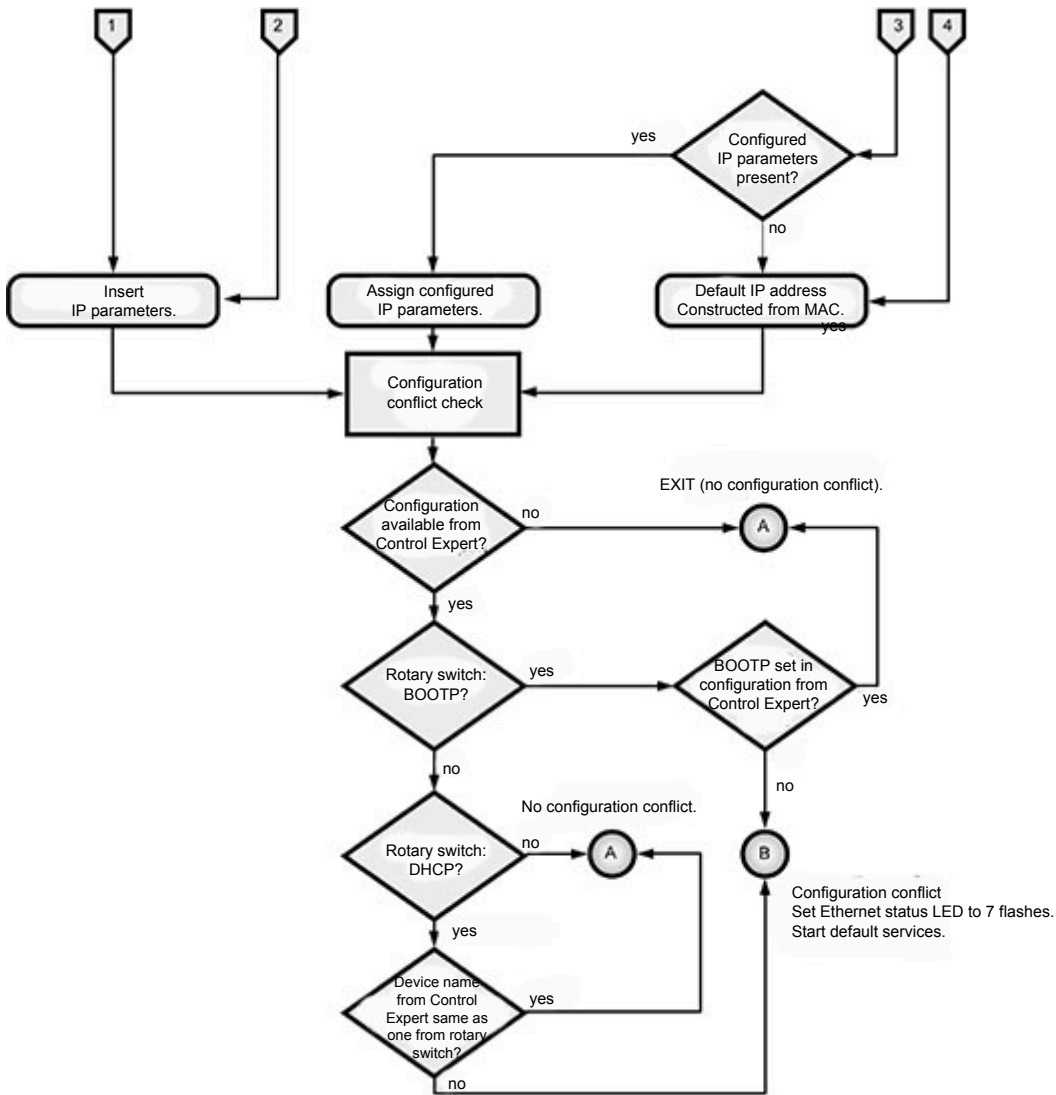 1
2
3
4
yes
Configured
IP parameters
present?
no
Insert
IP parameters.
Assign configured
IP parameters.
Default IP address
Constructed from MAC.
yes
Configuration
conflict check
Configuration
available from
Control Expert?
no
EXIT (no configuration conflict).
A
yes
Rotary switch:
BOOTP?
yes
BOOTP set in
configuration from
Control Expert?
yes
no
no
No configuration conflict.
Rotary switch:
DHCP?
no
A
B
Configuration conflict
Set Ethernet status LED to 7 flashes.
Start default services.
yes
Device name
from Control
Expert same as
one from rotary
switch?
yes
no